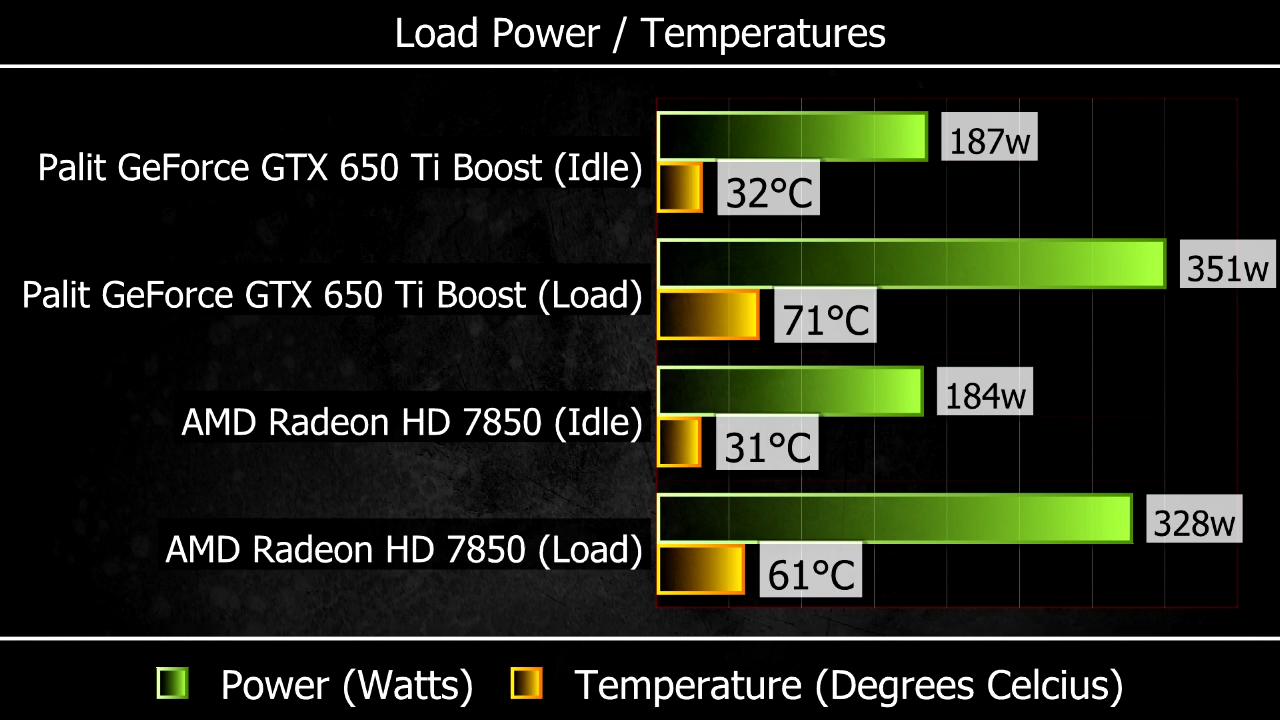 Load Power / Temperatures
Palit GeForce GTX 650 Ti Boost (Idle)
187w
32°C
Palit GeForce GTX 650 Ti Boost (Load)
351w
71°C
AMD Radeon HD 7850 (Idle)
184w
31°C
AMD Radeon HD 7850 (Load)
328w
61°C
Power (Watts) Temperature (Degrees Celcius)